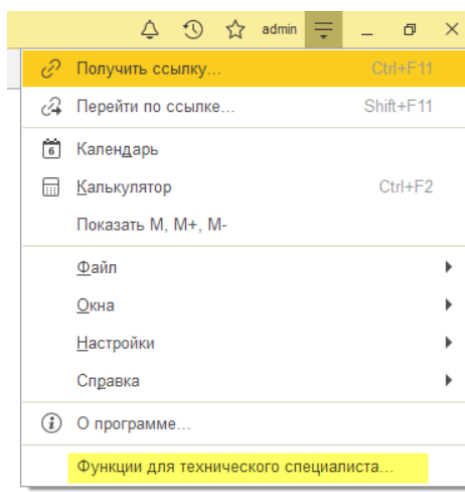 admin
Получить ссылку... Ctrl+F11
Перейти по ссылке... Shift+F11
6 Календарь
Калькулятор Ctrl+F2
Показать M, M+, M-
Файл
Окна
Настройки
Справка
i О программе...
Функции для технического специалиста...